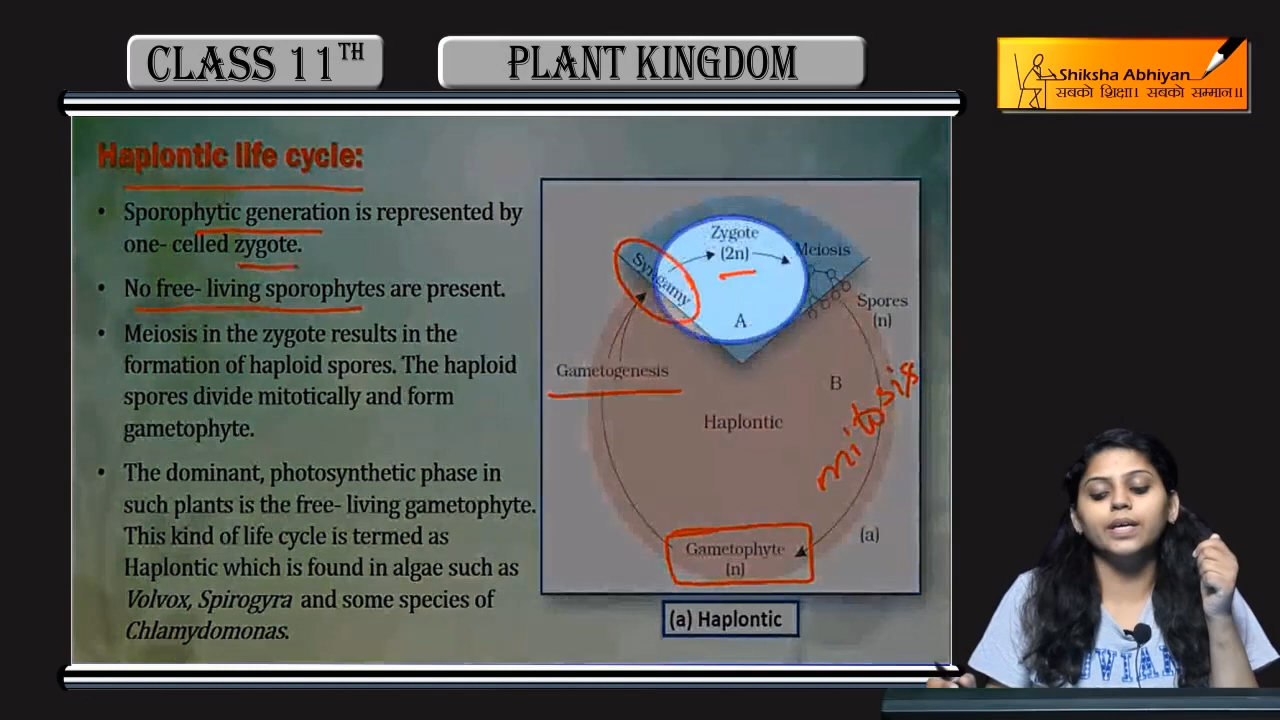 CLASS 11TH
PLANT KINGDOM
Shiksha Abhiyan
सबको शिक्षा। सबको सम्मान॥
Haplontic life cycle:
• Sporophytic generation is represented by
one- celled zygote.
• No free- living sporophytes are present.
• Meiosis in the zygote results in the
formation of haploid spores. The haploid
spores divide mitotically and form
gametophyte.
• The dominant, photosynthetic phase in
such plants is the free- living gametophyte.
This kind of life cycle is termed as
Haplontic which is found in algae such as
Volvox, Spirogyra and some species of
Chlamydomonas.
Zygote
(2n)
Meiosis
Syngamy
A
Spores
(n)
Gametogenesis
B
mitosis
Haplontic
Gametophyte
(n)
(a)
(a) Haplontic